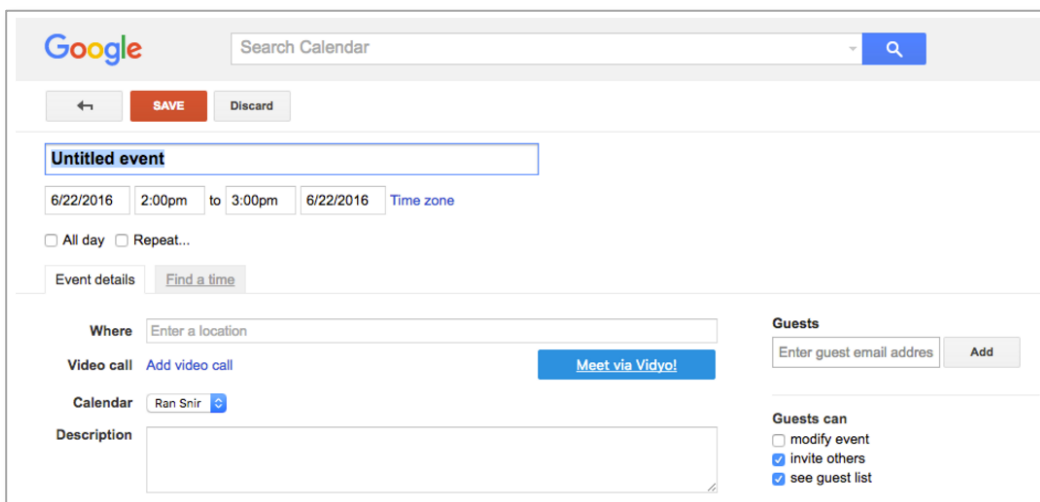 Google
Search Calendar
SAVE Discard
Untitled event
6/22/2016 2:00pm to 3:00pm 6/22/2016 Time zone
All day Repeat...
Event details Find a time
Where Enter a location
Video call Add video call Meet via Vidyo!
Calendar Ran Snir
Description
Guests
Enter guest email addres Add
Guests can
modify event
invite others
see guest list